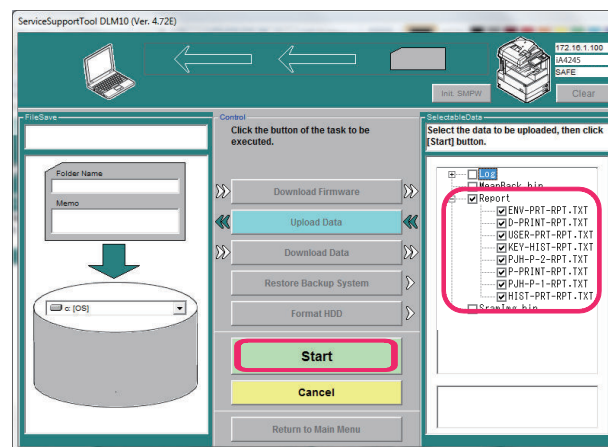 ServiceSupportTool DLM10 (Ver. 4.72E)
172.16.1.100
iA4245
SAFE
Init. SMPW
Clear
FileSave
Folder Name
Memo
c: [OS]
Control
Click the button of the task to be
executed.
Download Firmware
Upload Data
Download Data
Restore Backup System
Format HDD
Start
Cancel
Return to Main Menu
SelectableData
Select the data to be uploaded, then click
[Start] button.
Log
MeanBack.bin
Report
ENV-PRT-RPT.TXT
D-PRINT-RPT.TXT
USER-PRT-RPT.TXT
KEY-HIST-RPT.TXT
PJH-P-2-RPT.TXT
P-PRINT-RPT.TXT
PJH-P-1-RPT.TXT
HIST-PRT-RPT.TXT
SramImg.bin